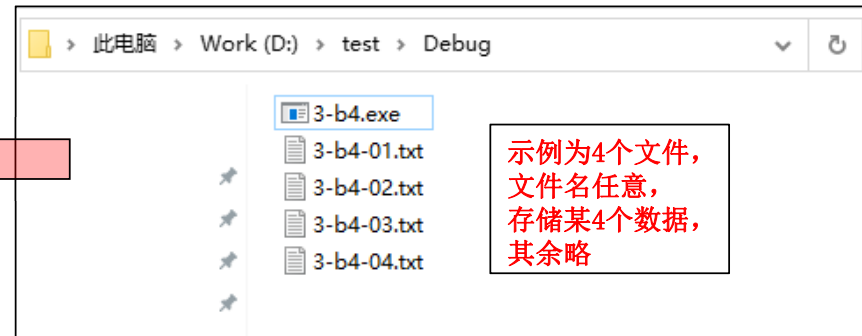 此电脑 > Work (D:) > test > Debug
3-b4.exe
3-b4-01.txt
3-b4-02.txt
3-b4-03.txt
3-b4-04.txt
示例为4个文件，
文件名任意，
存储某4个数据，
其余略